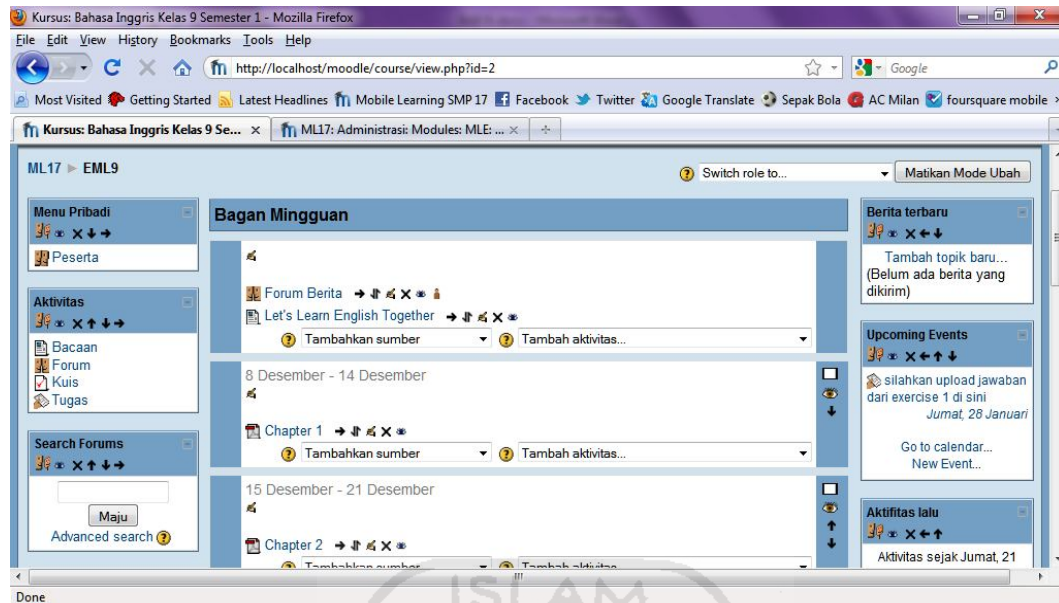 Kursus: Bahasa Inggris Kelas 9 Semester 1 - Mozilla Firefox
File Edit View History Bookmarks Tools Help
http://localhost/moodle/course/view.php?id=2
Google
Most Visited Getting Started Latest Headlines Mobile Learning SMP 17 Facebook Twitter Google Translate Sepak Bola AC Milan foursquare mobile
Kursus: Bahasa Inggris Kelas 9 Se... ML17: Administrasi: Modules: MLE: ...
ML17 ► EML9
Switch role to...
Matikan Mode Ubah
Menu Pribadi
Peserta
Aktivitas
Bacaan
Forum
Kuis
Tugas
Search Forums
Maju
Advanced search
Bagan Mingguan
Forum Berita
Let's Learn English Together
Tambahkan sumber Tambah aktivitas...
8 Desember - 14 Desember
Chapter 1
Tambahkan sumber Tambah aktivitas...
15 Desember - 21 Desember
Chapter 2
Tambahkan sumber Tambah aktivitas...
Berita terbaru
Tambah topik baru...
(Belum ada berita yang
dikirim)
Upcoming Events
silahkan upload jawaban
dari exercise 1 di sini
Jumat, 28 Januari
Go to calendar...
New Event...
Aktifitas lalu
Aktivitas sejak Jumat, 21
Done
ISLAM